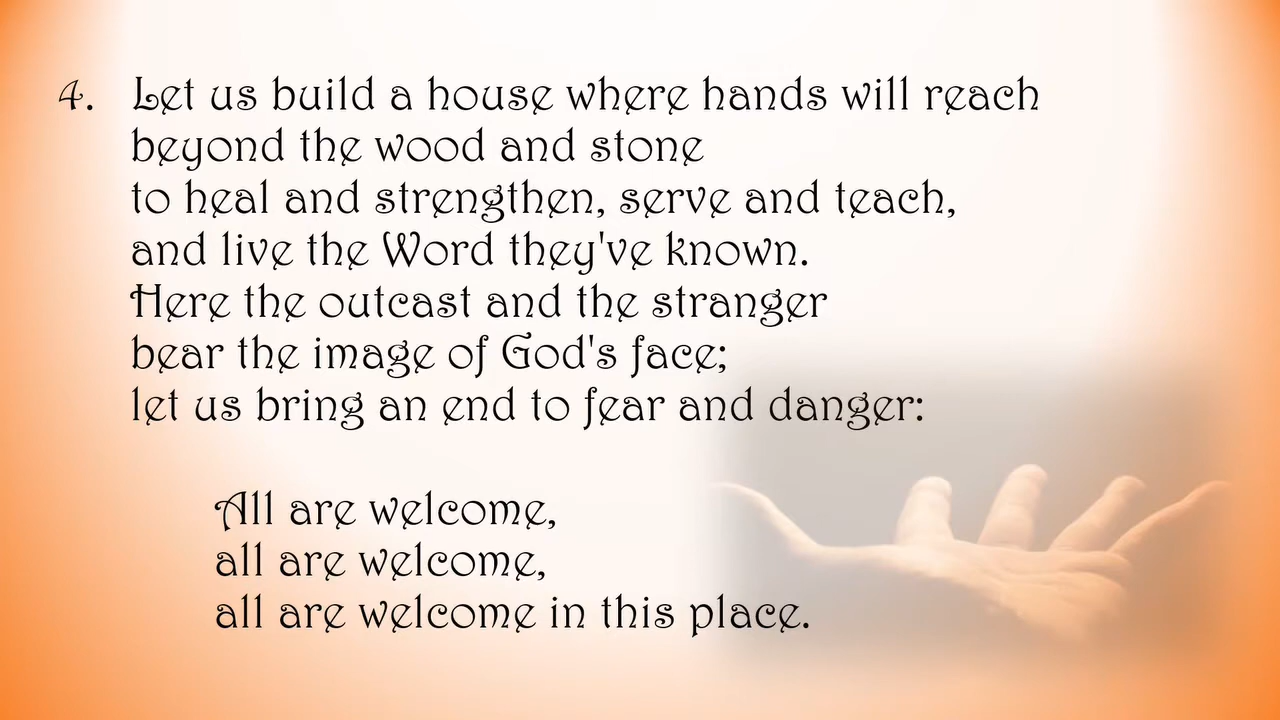 4. Let us build a house where hands will reach
beyond the wood and stone
to heal and strengthen, serve and teach,
and live the Word they've known.
Here the outcast and the stranger
bear the image of God's face;
let us bring an end to fear and danger:
All are welcome,
all are welcome,
all are welcome in this place.